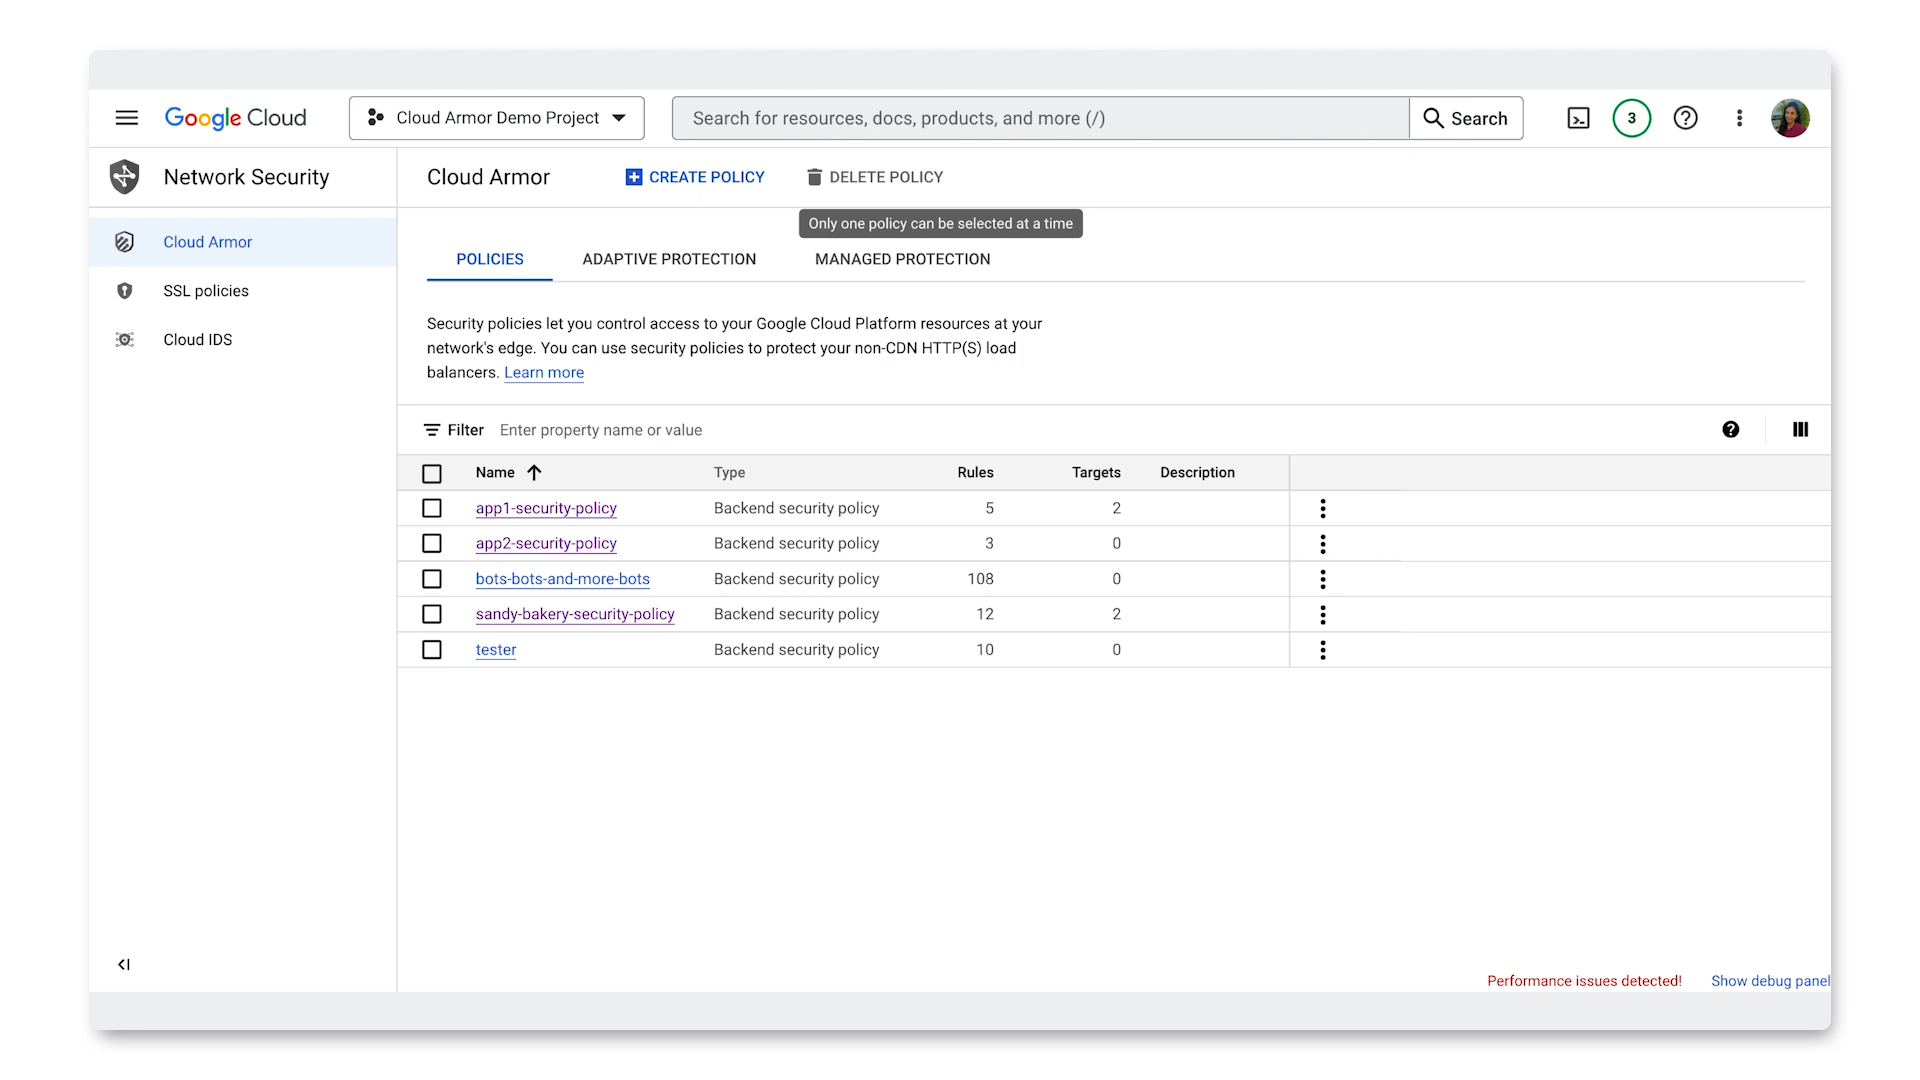 Google Cloud
Cloud Armor Demo Project
Search for resources, docs, products, and more (/)
Search
3
Network Security
Cloud Armor
CREATE POLICY
DELETE POLICY
Only one policy can be selected at a time
Cloud Armor
SSL policies
Cloud IDS
POLICIES
ADAPTIVE PROTECTION
MANAGED PROTECTION
Security policies let you control access to your Google Cloud Platform resources at your
network's edge. You can use security policies to protect your non-CDN HTTP(S) load
balancers. Learn more
Filter Enter property name or value
Name Type Rules Targets Description
app1-security-policy Backend security policy 5 2
app2-security-policy Backend security policy 3 0
bots-bots-and-more-bots Backend security policy 108 0
sandy-bakery-security-policy Backend security policy 12 2
tester Backend security policy 10 0
Performance issues detected! Show debug panel